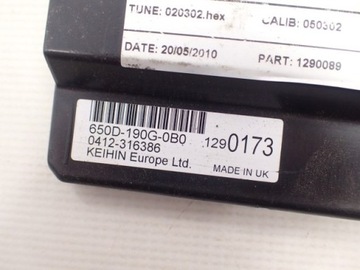 TUNE: 020302.hex CALIB: 050302
DATE: 20/05/2010 PART: 1290089
650D-190G-0B0
0412-316386 1290173
KEIHIN Europe Ltd. MADE IN UK